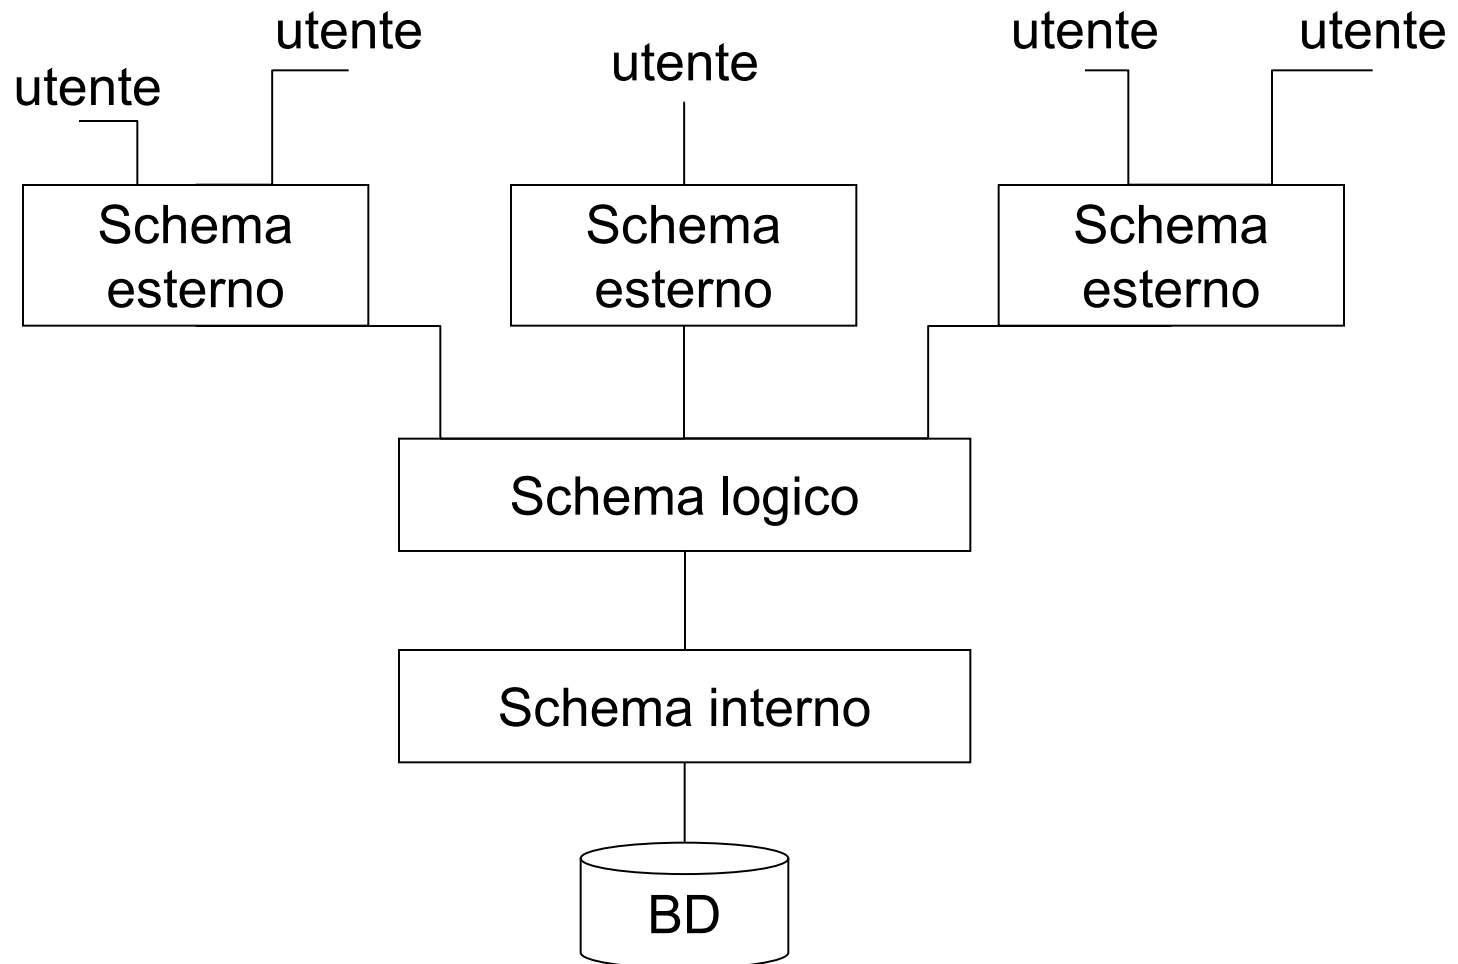 utente
utente
utente
utente
utente
Schema
esterno
Schema
esterno
Schema
esterno
Schema logico
Schema interno
BD